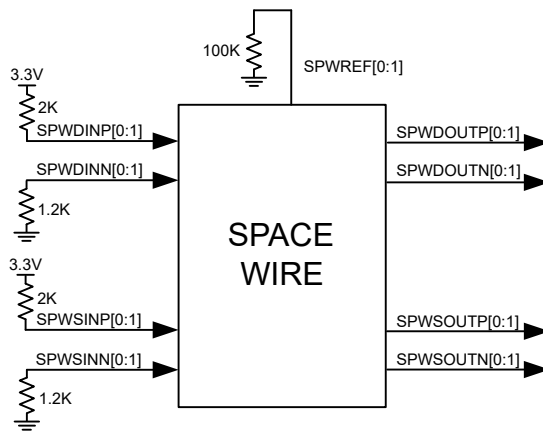 100K
SPWREF[0:1]
3.3V
2K
SPWDINP[0:1]
SPWDOUTP[0:1]
SPWDINN[0:1]
SPWDOUTN[0:1]
1.2K
SPACE
WIRE
3.3V
2K
SPWSINP[0:1]
SPWSOUTP[0:1]
SPWSINN[0:1]
SPWSOUTN[0:1]
1.2K